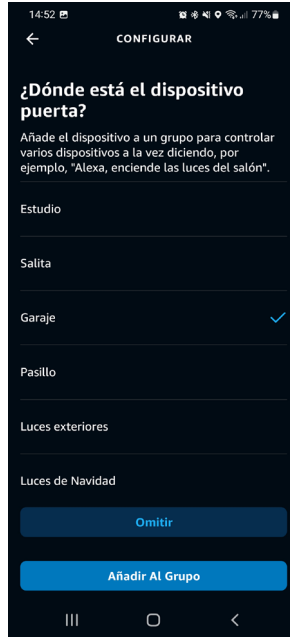 14:52 77%
CONFIGURAR
¿Dónde está el dispositivo
puerta?
Añade el dispositivo a un grupo para controlar
varios dispositivos a la vez diciendo, por
ejemplo, "Alexa, enciende las luces del salón".
Estudio
Salita
Garaje
Pasillo
Luces exteriores
Luces de Navidad
Omitir
Añadir Al Grupo